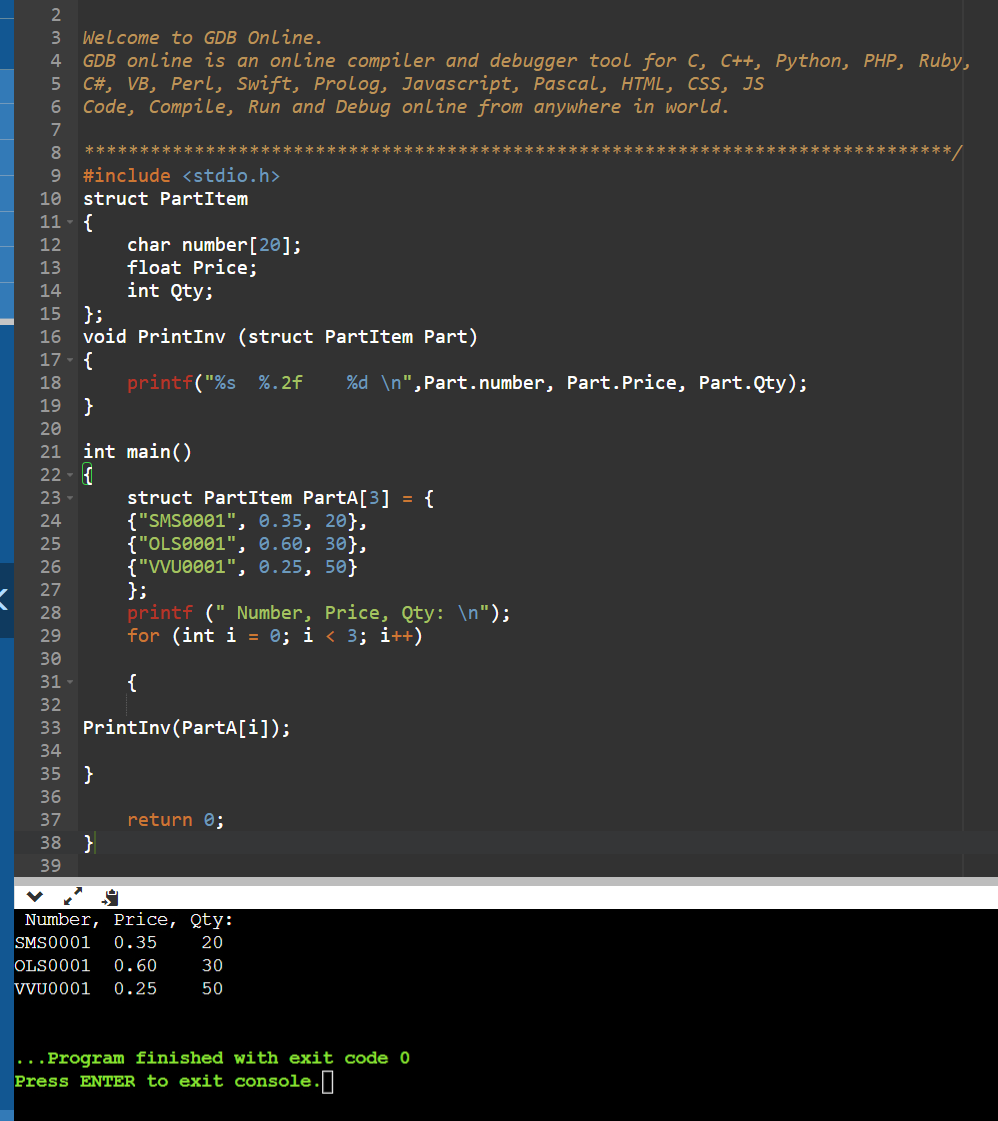 2
3 Welcome to GDB Online.
4 GDB online is an online compiler and debugger tool for C, C++, Python, PHP, Ruby,
5 C#, VB, Perl, Swift, Prolog, Javascript, Pascal, HTML, CSS, JS
6 Code, Compile, Run and Debug online from anywhere in world.
7
8 *******************************************************************************/
9 #include <stdio.h>
10 struct PartItem
11 {
12     char number[20];
13     float Price;
14     int Qty;
15 };
16 void PrintInv (struct PartItem Part)
17 {
18     printf("%s  %.2f    %d \n",Part.number, Part.Price, Part.Qty);
19 }
20
21 int main()
22 {
23     struct PartItem PartA[3] = {
24     {"SMS0001", 0.35, 20},
25     {"OLS0001", 0.60, 30},
26     {"VVU0001", 0.25, 50}
27     };
28     printf (" Number, Price, Qty: \n");
29     for (int i = 0; i < 3; i++)
30
31     {
32
33 PrintInv(PartA[i]);
34
35 }
36
37     return 0;
38 }
39
 Number, Price, Qty:
SMS0001  0.35    20
OLS0001  0.60    30
VVU0001  0.25    50
...Program finished with exit code 0
Press ENTER to exit console.